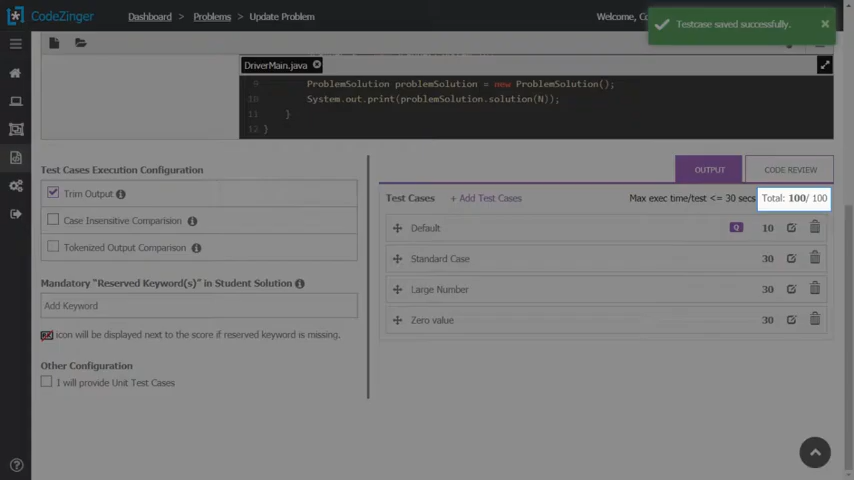 CodeZinger
Dashboard > Problems > Update Problem
Welcome, Co
Testcase saved successfully. ×
DriverMain.java
9 ProblemSolution problemSolution = new ProblemSolution();
10 System.out.print(problemSolution.solution(N));
11 }
12 }
OUTPUT
CODE REVIEW
Test Cases Execution Configuration
Trim Output
Case Insensitive Comparision
Tokenized Output Comparison
Mandatory "Reserved Keyword(s)" in Student Solution
Add Keyword
icon will be displayed next to the score if reserved keyword is missing.
Other Configuration
I will provide Unit Test Cases
Test Cases + Add Test Cases Max exec time/test <= 30 secs Total: 100/ 100
Default Q 10
Standard Case 30
Large Number 30
Zero value 30